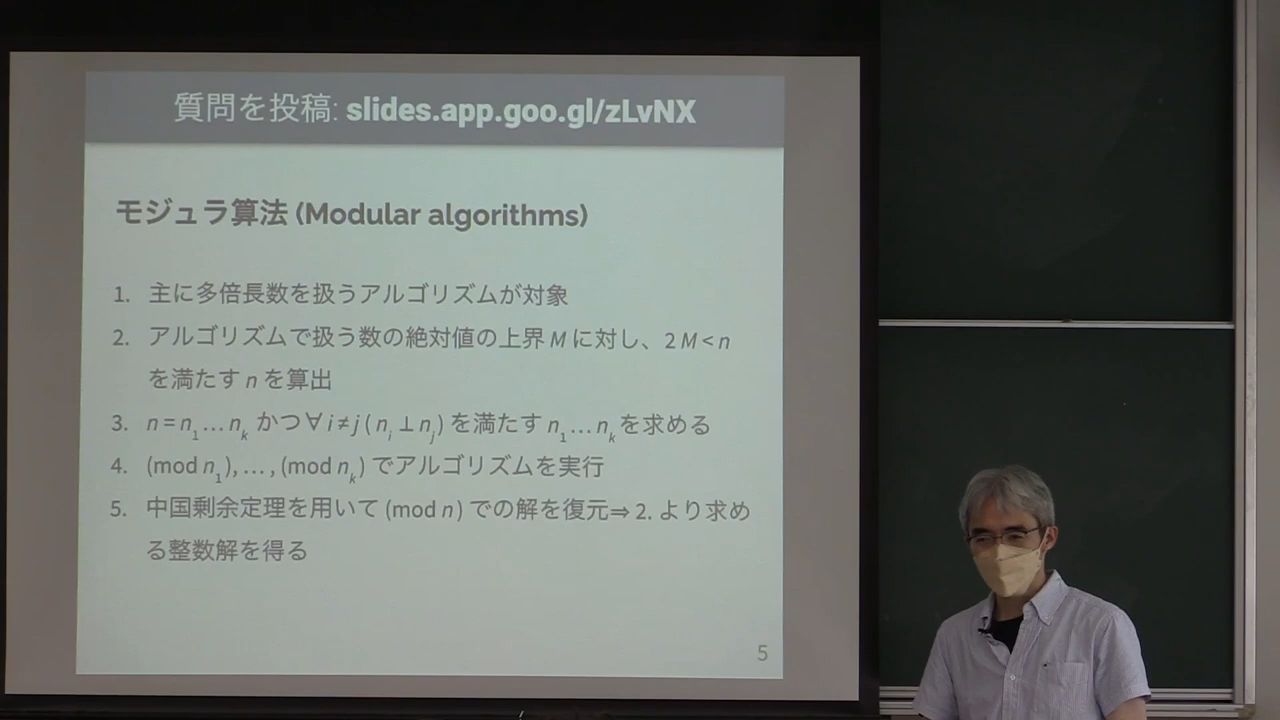 質問を投稿: slides.app.goo.gl/zLvNX
モジュラ算法 (Modular algorithms)
1. 主に多倍長数を扱うアルゴリズムが対象
2. アルゴリズムで扱う数の絶対値の上界 M に対し、2 M < n
を満たす n を算出
3. n = n₁ … nₖ かつ ∀ i ≠ j ( nᵢ ⊥ nⱼ ) を満たす n₁ … nₖ を求める
4. (mod n₁), … , (mod nₖ) でアルゴリズムを実行
5. 中国剰余定理を用いて (mod n) での解を復元⇒ 2. より求め
る整数解を得る
5